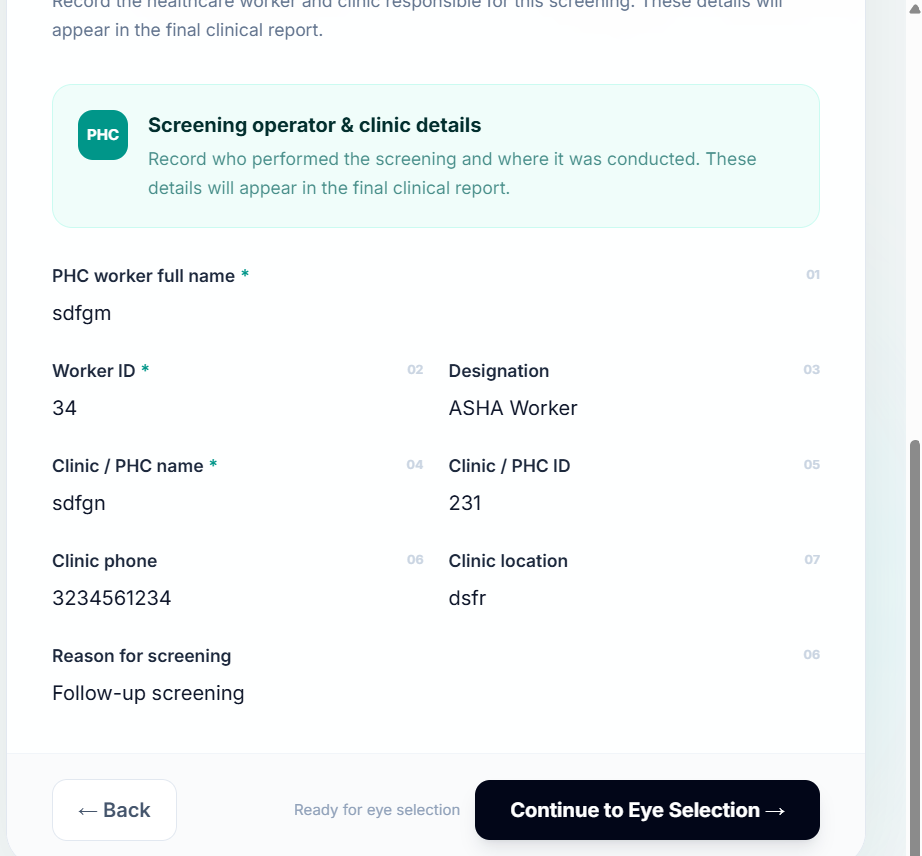 Record the healthcare worker and clinic responsible for this screening. These details will
appear in the final clinical report.
PHC
Screening operator & clinic details
Record who performed the screening and where it was conducted. These
details will appear in the final clinical report.
PHC worker full name * 01
sdfgm
Worker ID * 02
34
Designation 03
ASHA Worker
Clinic / PHC name * 04
sdfgn
Clinic / PHC ID 05
231
Clinic phone 06
3234561234
Clinic location 07
dsfr
Reason for screening 06
Follow-up screening
← Back
Ready for eye selection
Continue to Eye Selection →